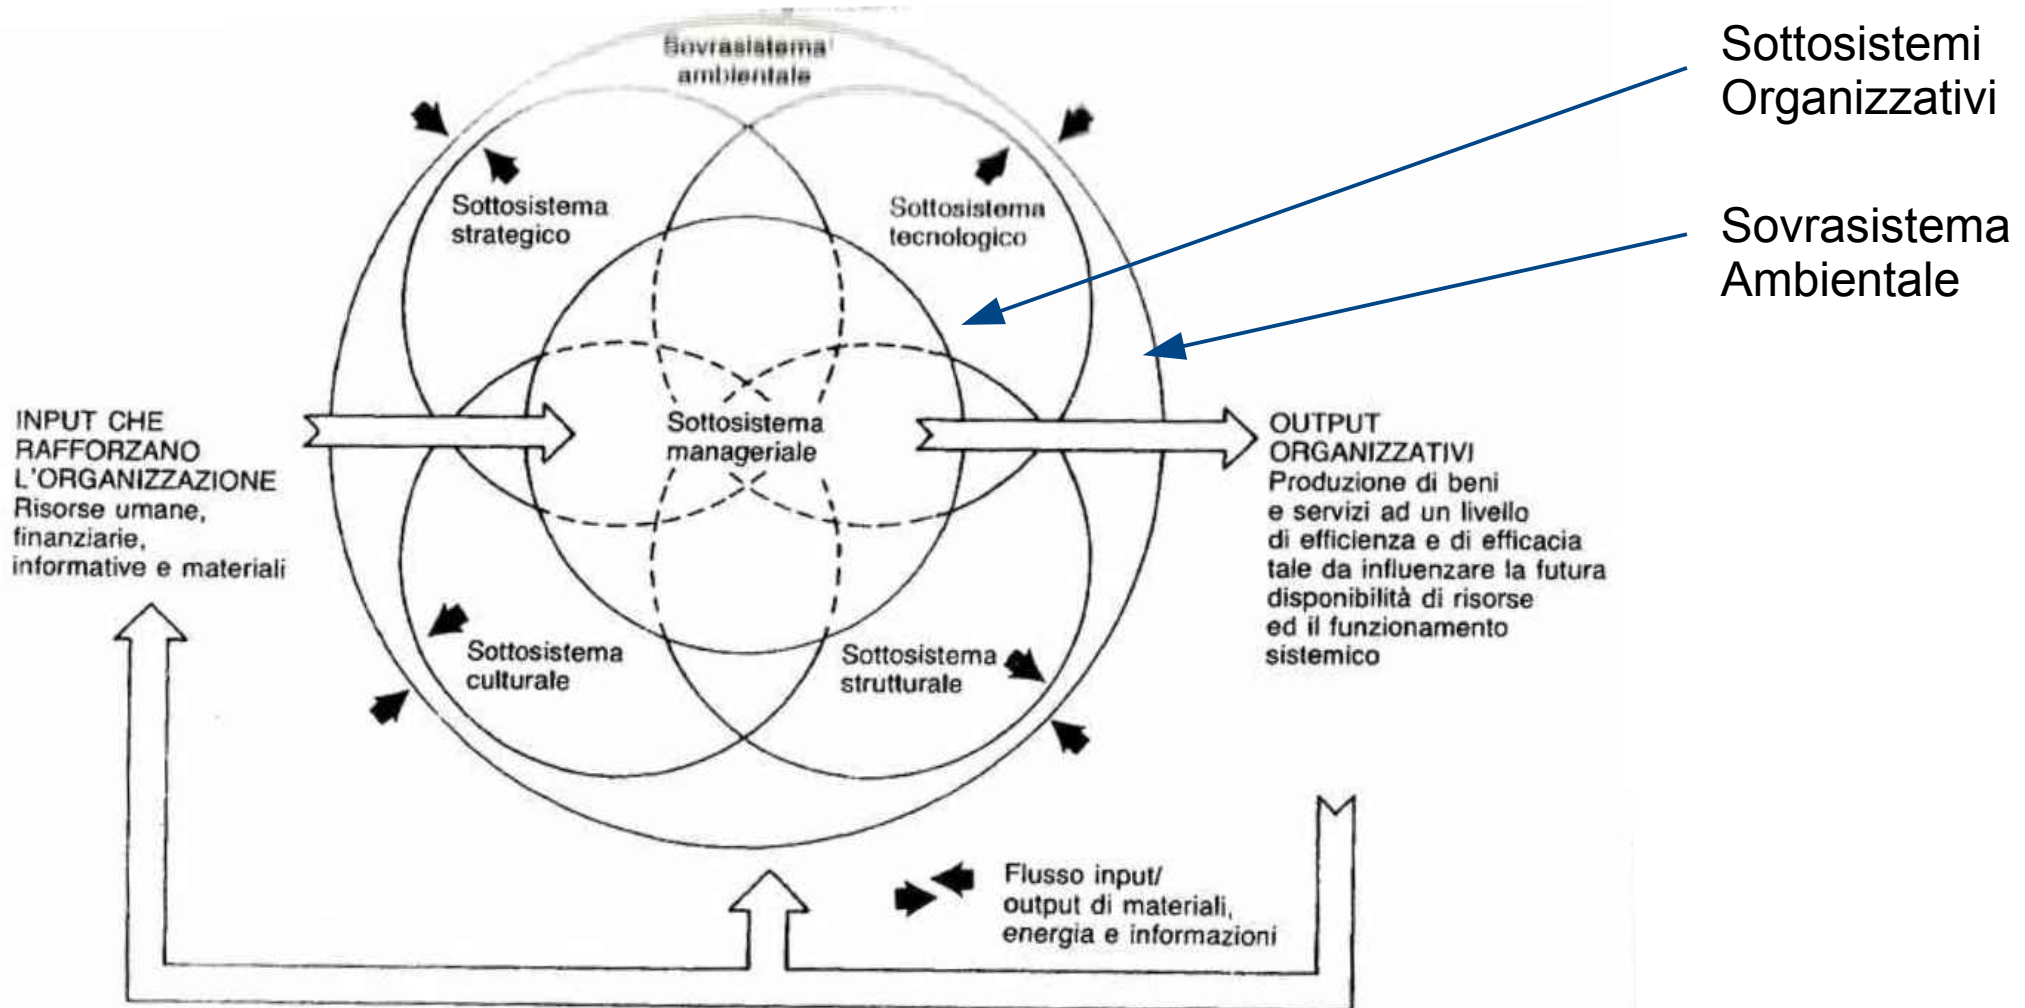 Sovrasistema
ambientale
Sottosistemi
Organizzativi
Sottosistema
strategico
Sottosistema
tecnologico
Sovrasistema
Ambientale
INPUT CHE
RAFFORZANO
L'ORGANIZZAZIONE
Risorse umane,
finanziarie,
informative e materiali
Sottosistema
manageriale
OUTPUT
ORGANIZZATIVI
Produzione di beni
e servizi ad un livello
di efficienza e di efficacia
tale da influenzare la futura
disponibilità di risorse
ed il funzionamento
sistemico
Sottosistema
culturale
Sottosistema
strutturale
Flusso input/
output di materiali,
energia e informazioni